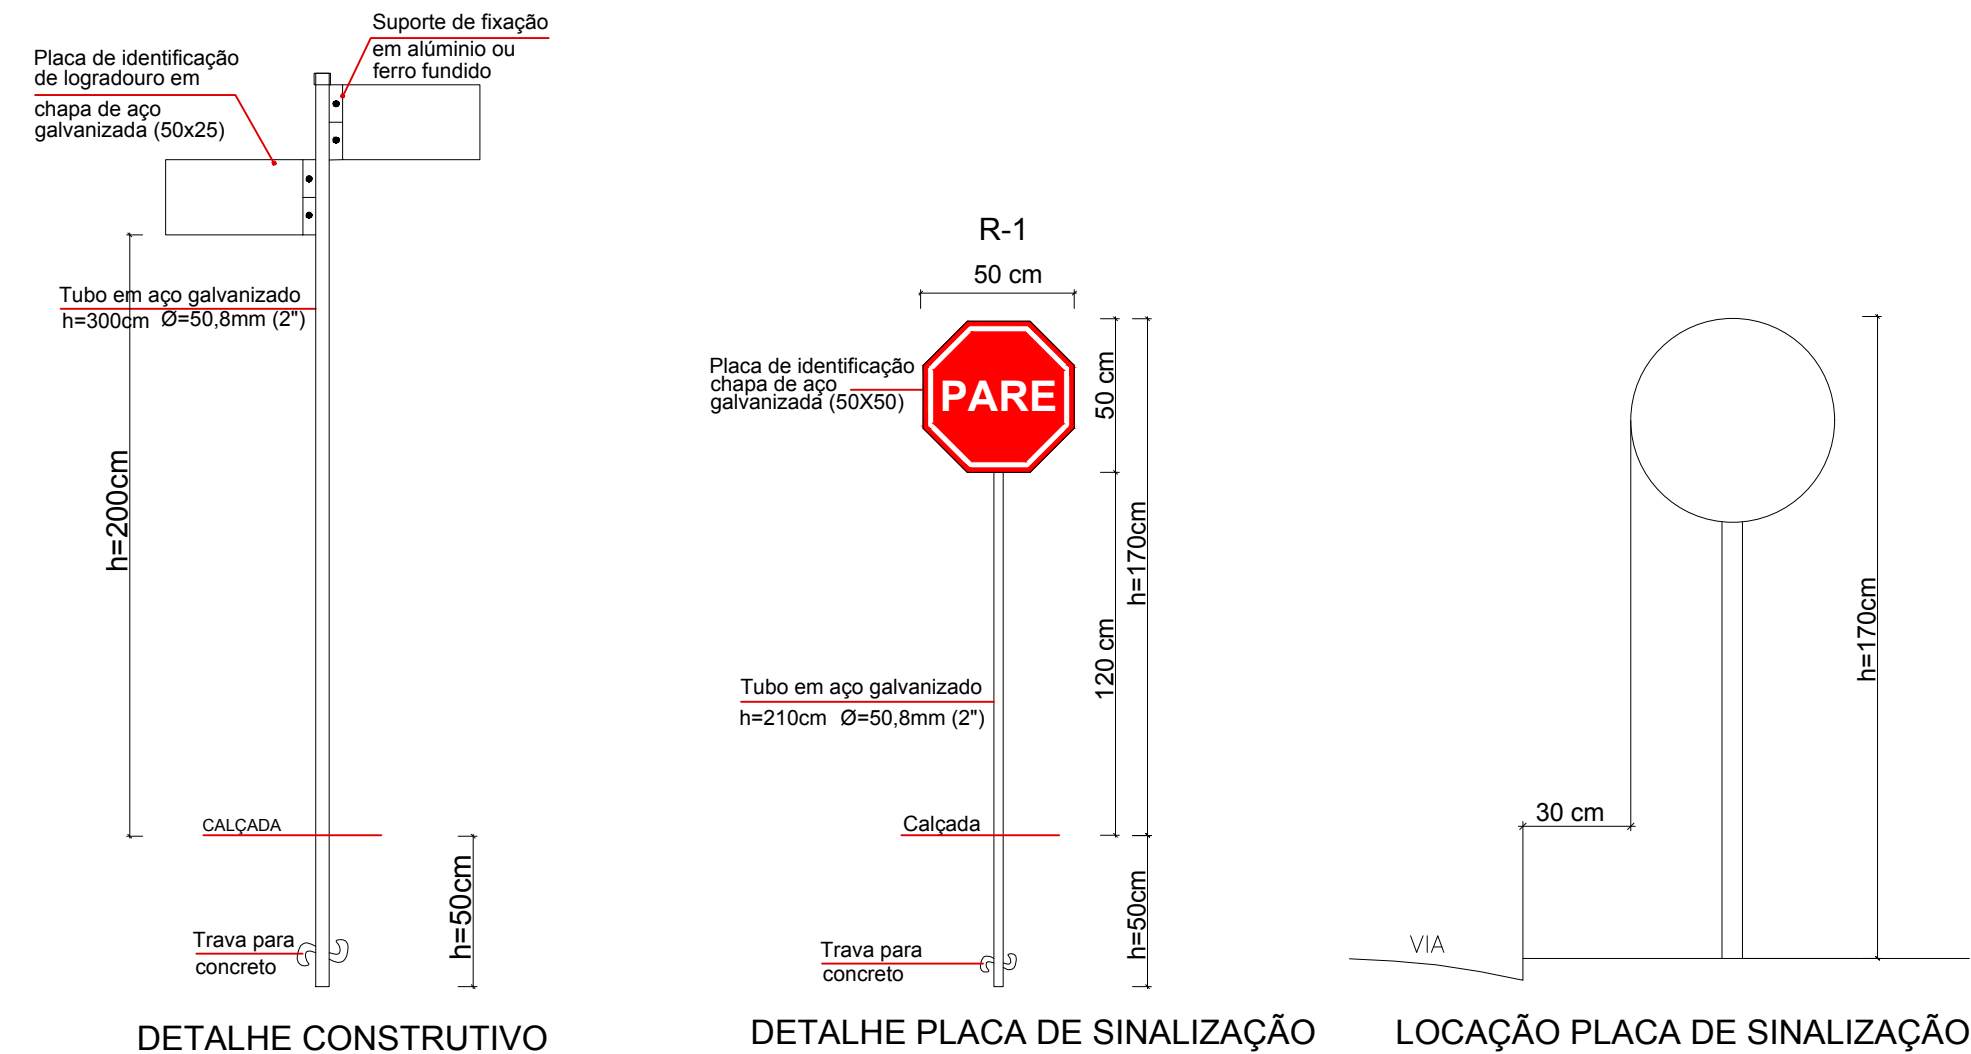 Suporte de fixação
em alúminio ou
ferro fundido
Placa de identificação
de logradouro em
chapa de aço
galvanizada (50x25)
Tubo em aço galvanizado
h=300cm Ø=50,8mm (2")
h=200cm
CALÇADA
h=50cm
Trava para
concreto
DETALHE CONSTRUTIVO
R-1
50 cm
Placa de identificação
chapa de aço
galvanizada (50X50)
PARE
50 cm
h=170cm
120 cm
Tubo em aço galvanizado
h=210cm Ø=50,8mm (2")
Calçada
h=50cm
Trava para
concreto
DETALHE PLACA DE SINALIZAÇÃO
h=170cm
30 cm
VIA
LOCAÇÃO PLACA DE SINALIZAÇÃO